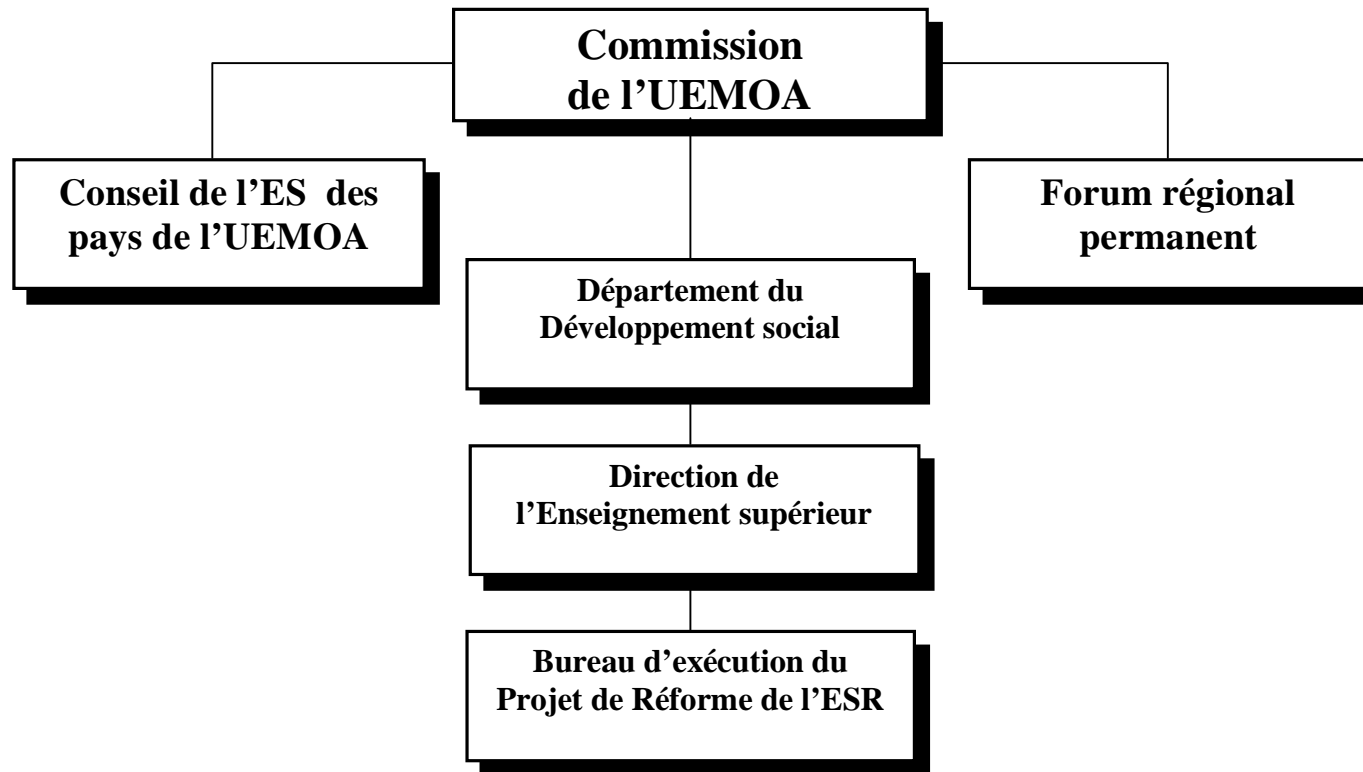 Commission
de l’UEMOA
Conseil de l’ES des
pays de l’UEMOA
Forum régional
permanent
Département du
Développement social
Direction de
l’Enseignement supérieur
Bureau d’exécution du
Projet de Réforme de l’ESR